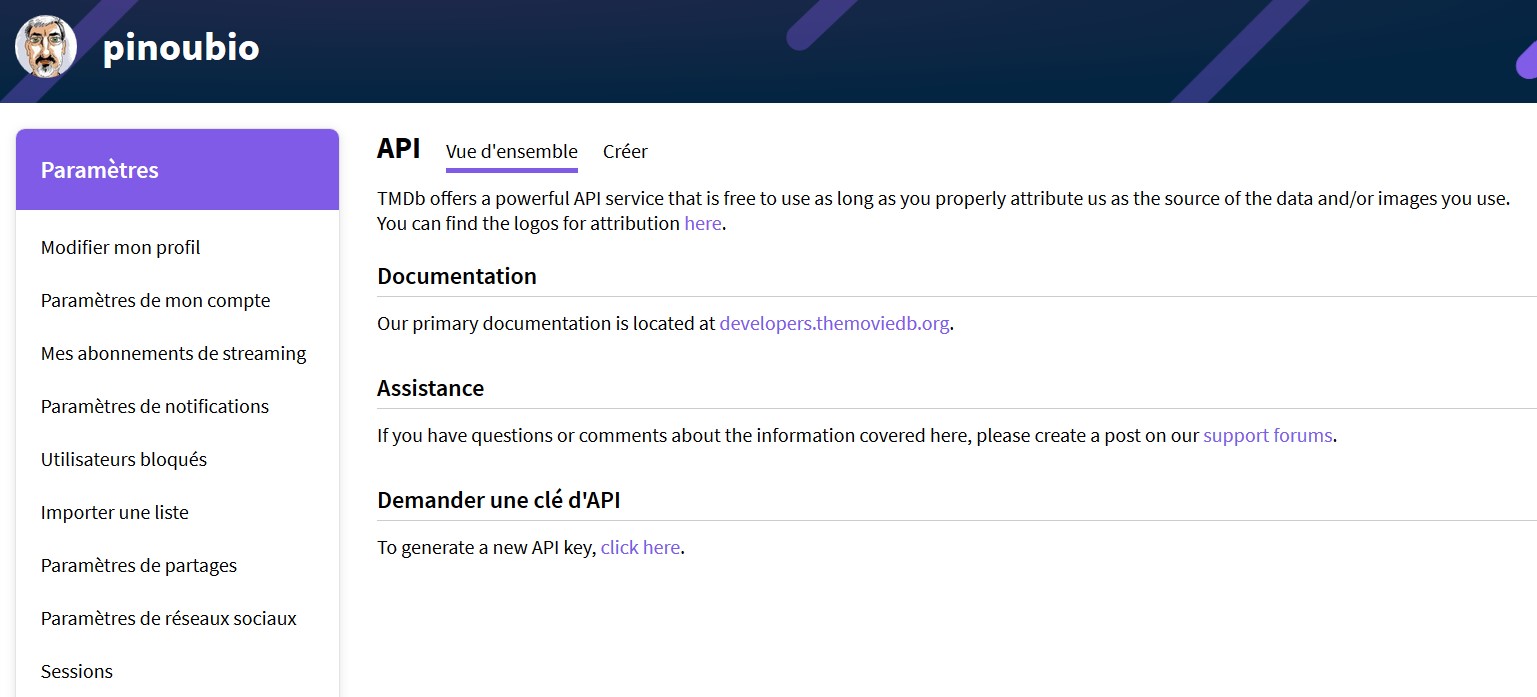 pinoubio
Paramètres
Modifier mon profil
Paramètres de mon compte
Mes abonnements de streaming
Paramètres de notifications
Utilisateurs bloqués
Importer une liste
Paramètres de partages
Paramètres de réseaux sociaux
Sessions
API Vue d'ensemble Créer
TMDb offers a powerful API service that is free to use as long as you properly attribute us as the source of the data and/or images you use.
You can find the logos for attribution here.
Documentation
Our primary documentation is located at developers.themoviedb.org.
Assistance
If you have questions or comments about the information covered here, please create a post on our support forums.
Demander une clé d'API
To generate a new API key, click here.